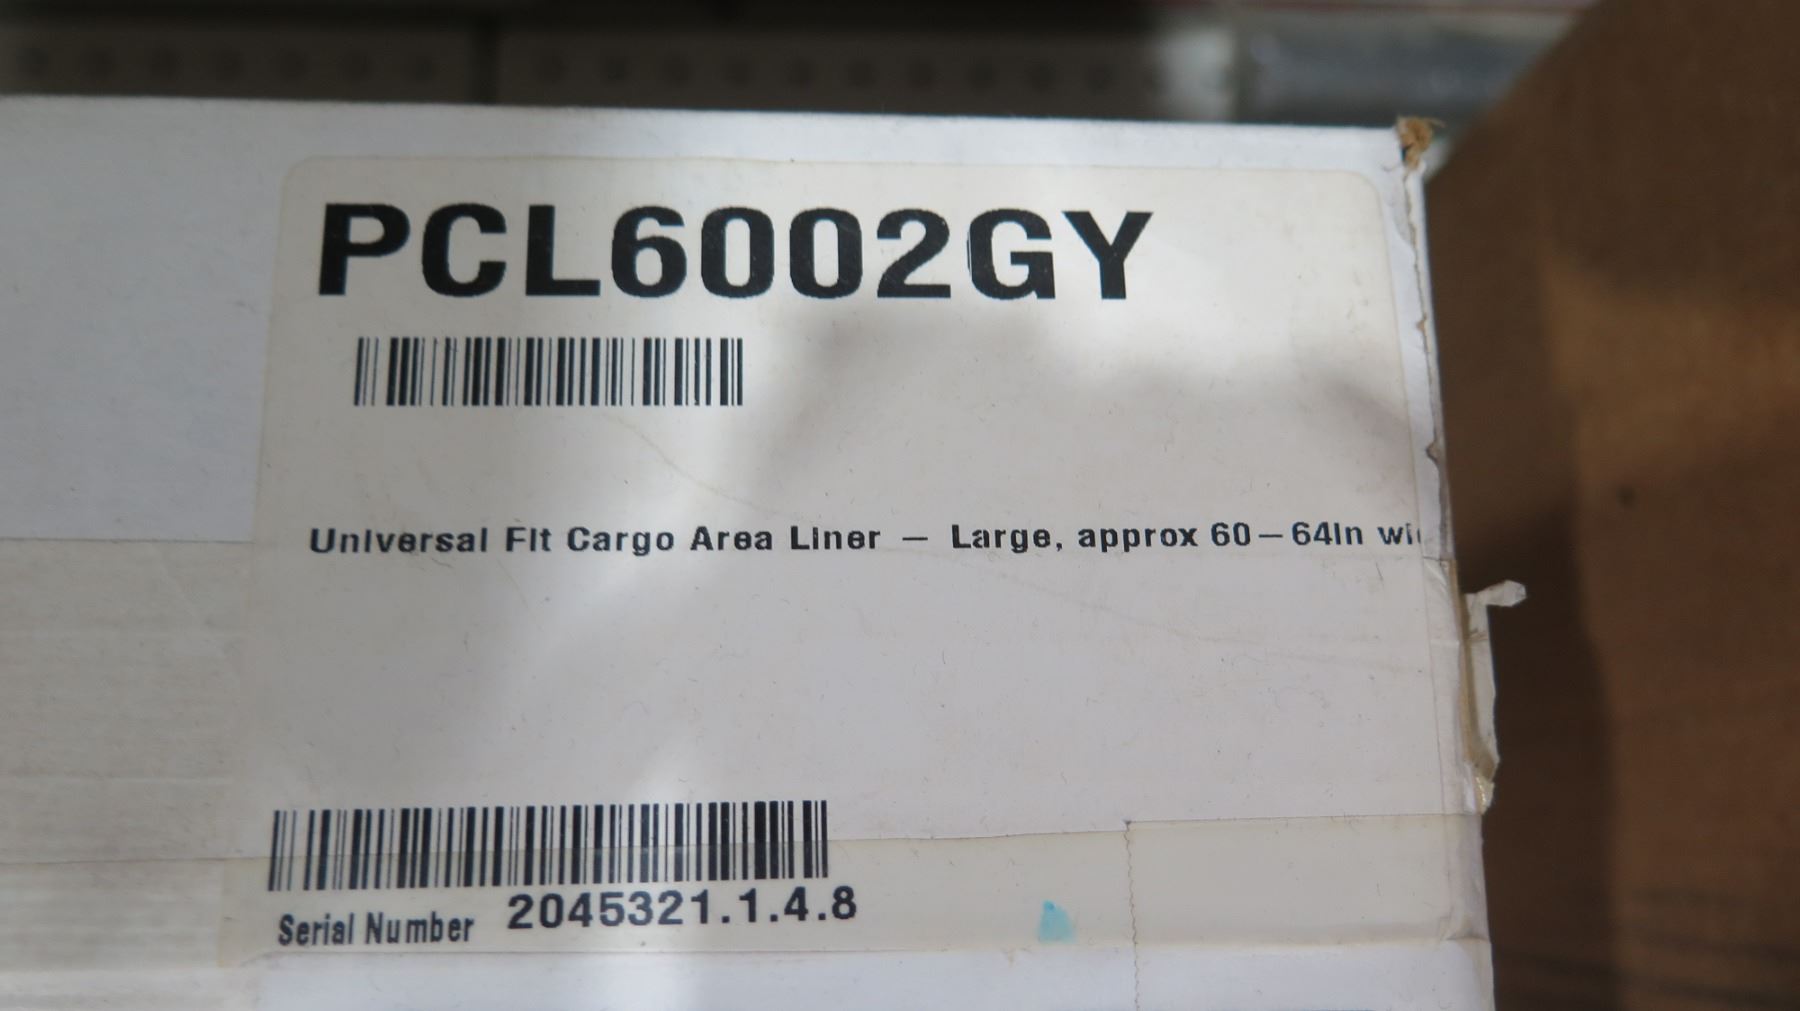 PCL6002GY
Universal Fit Cargo Area Liner – Large, approx 60–64in
Serial Number 2045321.1.4.8